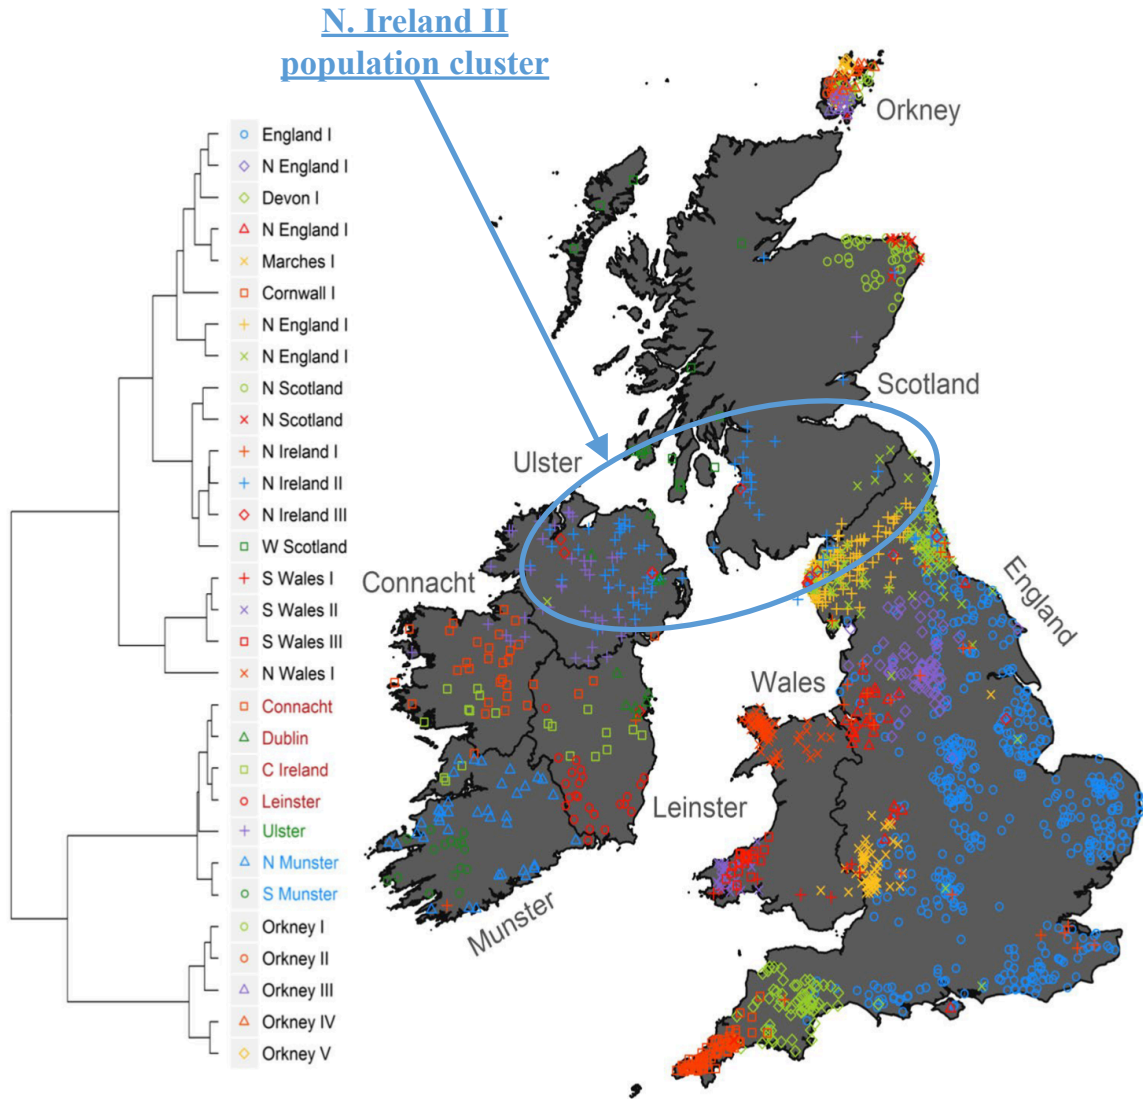 N. Ireland II
population cluster
England I
N England I
Devon I
N England I
Marches I
Cornwall I
N England I
N England I
N Scotland
N Scotland
N Ireland I
N Ireland II
N Ireland III
W Scotland
S Wales I
S Wales II
S Wales III
N Wales I
Connacht
Dublin
C Ireland
Leinster
Ulster
N Munster
S Munster
Orkney I
Orkney II
Orkney III
Orkney IV
Orkney V
Orkney
Scotland
Ulster
Connacht
England
Wales
Leinster
Munster